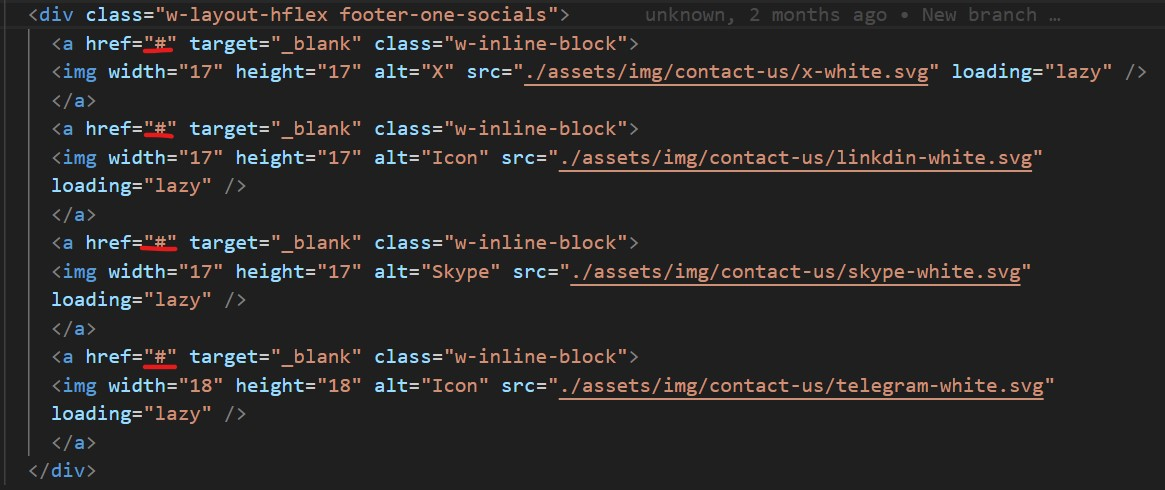 <div class="w-layout-hflex footer-one-socials"> unknown, 2 months ago • New branch …
<a href="#" target="_blank" class="w-inline-block">
<img width="17" height="17" alt="X" src="./assets/img/contact-us/x-white.svg" loading="lazy" />
</a>
<a href="#" target="_blank" class="w-inline-block">
<img width="17" height="17" alt="Icon" src="./assets/img/contact-us/linkdin-white.svg"
loading="lazy" />
</a>
<a href="#" target="_blank" class="w-inline-block">
<img width="17" height="17" alt="Skype" src="./assets/img/contact-us/skype-white.svg"
loading="lazy" />
</a>
<a href="#" target="_blank" class="w-inline-block">
<img width="18" height="18" alt="Icon" src="./assets/img/contact-us/telegram-white.svg"
loading="lazy" />
</a>
</div>